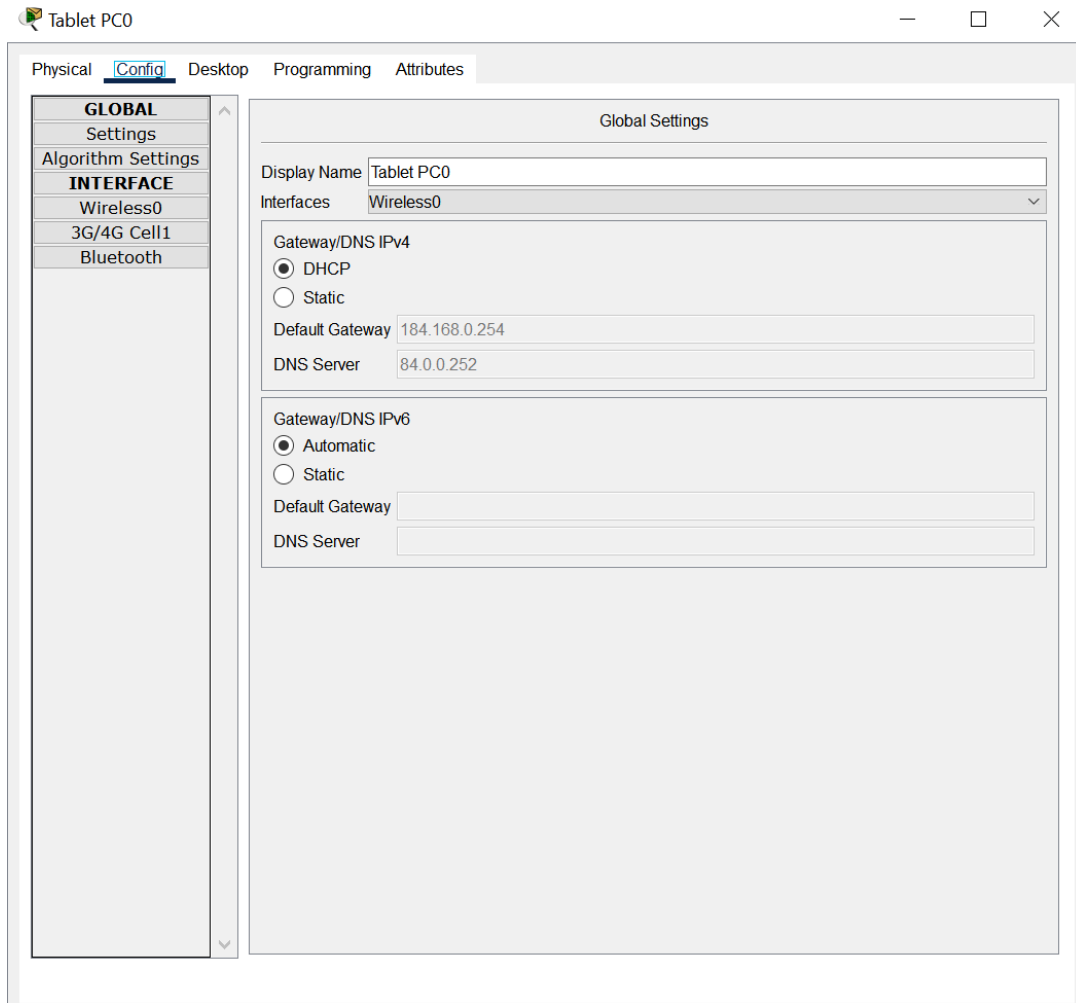 Tablet PC0
Physical Config Desktop Programming Attributes
GLOBAL
Settings
Algorithm Settings
INTERFACE
Wireless0
3G/4G Cell1
Bluetooth
Global Settings
Display Name Tablet PC0
Interfaces Wireless0
Gateway/DNS IPv4
DHCP
Static
Default Gateway 184.168.0.254
DNS Server 84.0.0.252
Gateway/DNS IPv6
Automatic
Static
Default Gateway
DNS Server